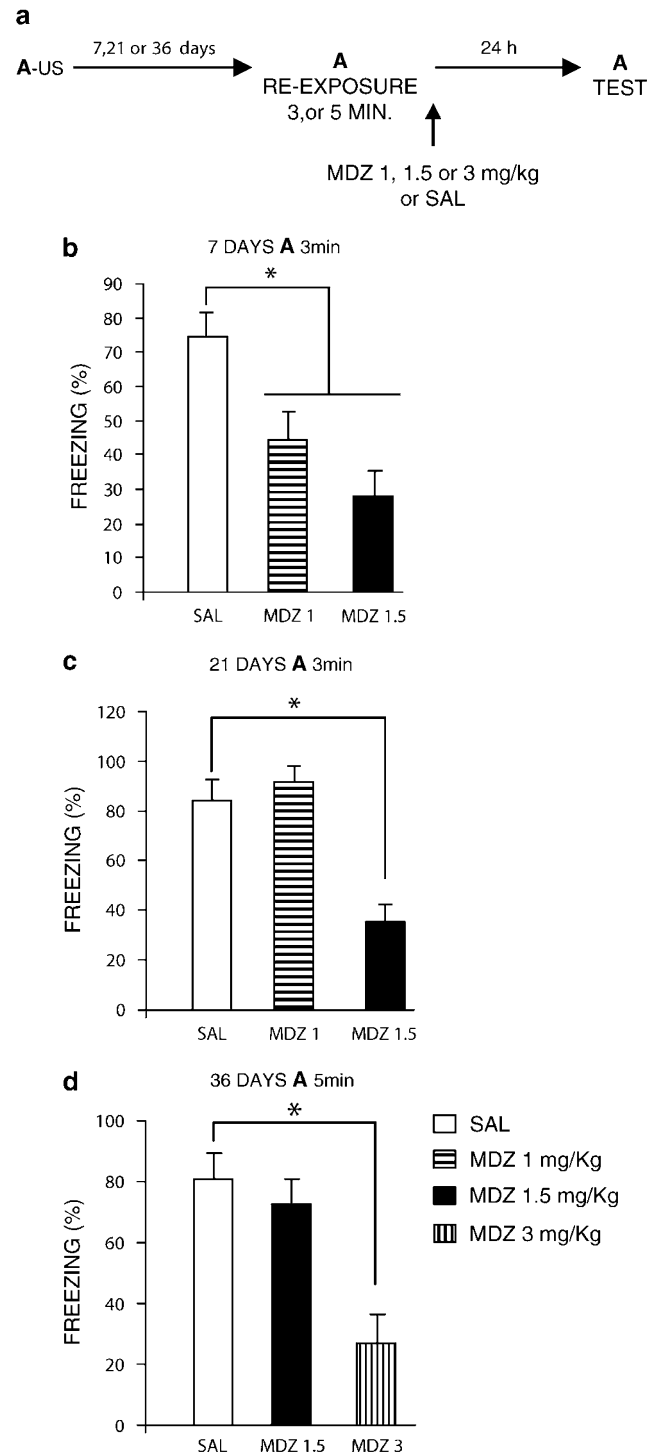 a
A-US
7,21 or 36 days
A
RE-EXPOSURE
3,or 5 MIN.
24 h
A
TEST
MDZ 1, 1.5 or 3 mg/kg
or SAL
b
7 DAYS A 3min
*
FREEZING (%)
90
80
70
60
50
40
30
20
10
0
SAL MDZ 1 MDZ 1.5
c
21 DAYS A 3min
*
FREEZING (%)
120
100
80
60
40
20
0
SAL MDZ 1 MDZ 1.5
d
36 DAYS A 5min
*
FREEZING (%)
100
80
60
40
20
0
SAL MDZ 1.5 MDZ 3
SAL
MDZ 1 mg/Kg
MDZ 1.5 mg/Kg
MDZ 3 mg/Kg